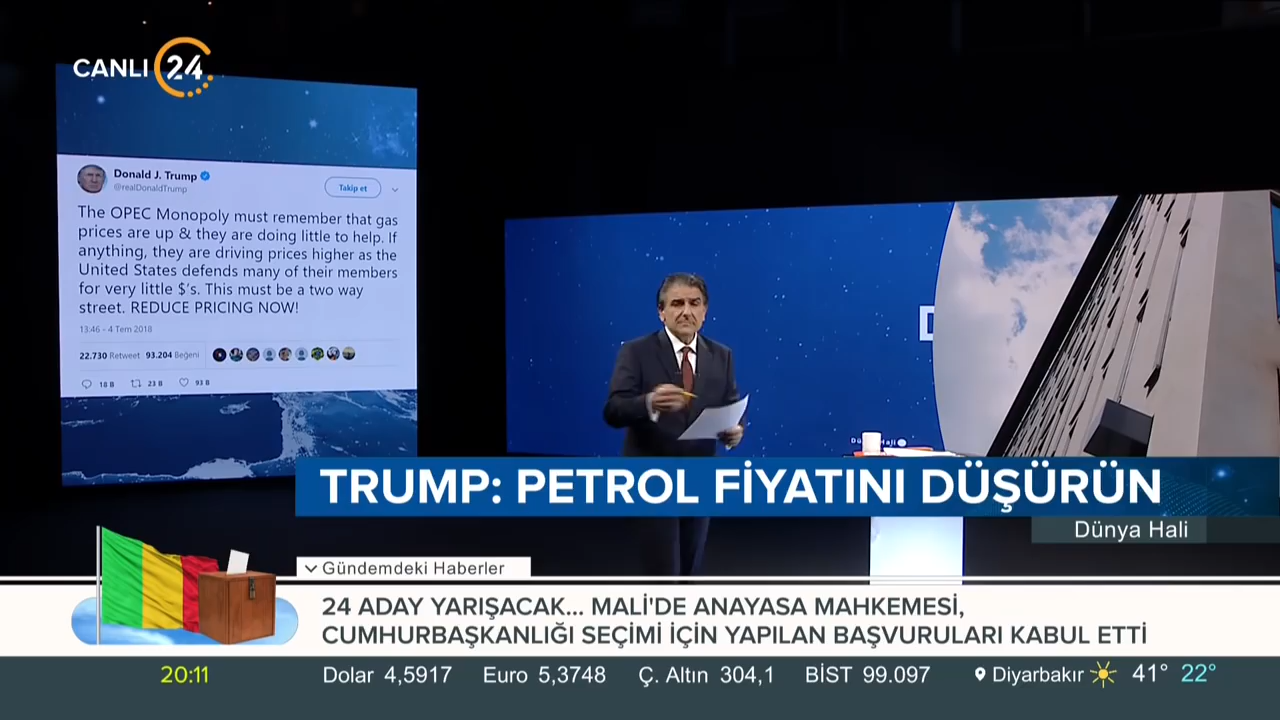 CANLI 24
Donald J. Trump
@realDonaldTrump
Takip et
The OPEC Monopoly must remember that gas
prices are up & they are doing little to help. If
anything, they are driving prices higher as the
United States defends many of their members
for very little $'s. This must be a two way
street. REDUCE PRICING NOW!
13:46 - 4 Tem 2018
22.730 Retweet 93.204 Beğeni
18 B 23 B 93 B
D
TRUMP: PETROL FİYATINI DÜŞÜRÜN
Dünya Hali
Gündemdeki Haberler
24 ADAY YARIŞACAK... MALİ'DE ANAYASA MAHKEMESİ,
CUMHURBAŞKANLIĞI SEÇİMİ İÇİN YAPILAN BAŞVURULARI KABUL ETTİ
20:11 Dolar 4,5917 Euro 5,3748 Ç. Altın 304,1 BİST 99.097 Diyarbakır 41° 22°